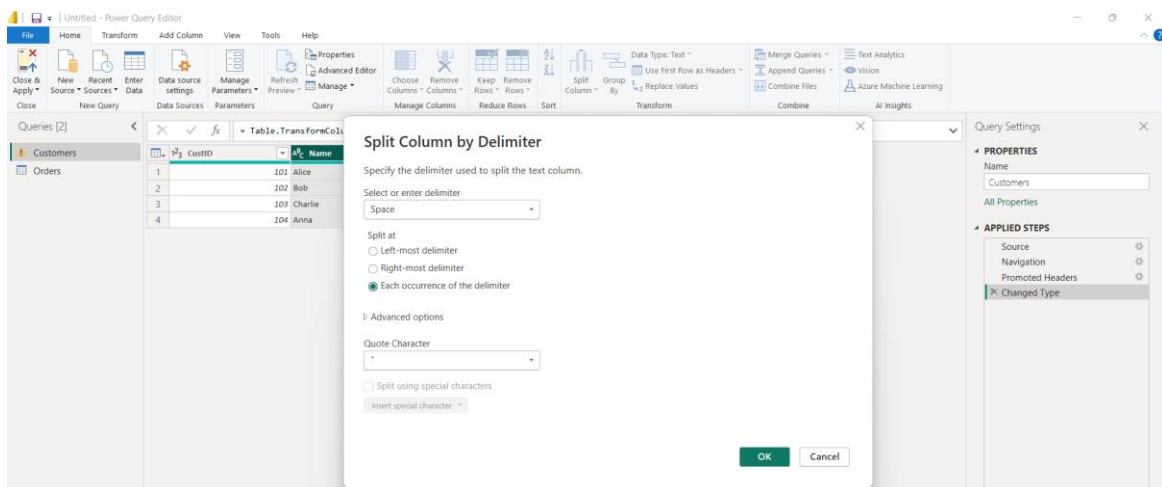 Untitled - Power Query Editor
File Home Transform Add Column View Tools Help
Close & Apply
New Source
Recent Sources
Enter Data
Data source settings
Manage Parameters
Refresh Preview
Properties
Advanced Editor
Manage
Choose Columns
Remove Columns
Keep Rows
Remove Rows
Split Column
Group By
Data Type: Text
Use First Row as Headers
Replace Values
Merge Queries
Append Queries
Combine Files
Text Analytics
Vision
Azure Machine Learning
Close New Query Data Sources Parameters Query Manage Columns Reduce Rows Sort Transform Combine AI Insights
Queries [2]
Customers
Orders
fx = Table.TransformColu
CustID Name
1 101 Alice
2 102 Bob
3 103 Charlie
4 104 Anna
Split Column by Delimiter
Specify the delimiter used to split the text column.
Select or enter delimiter
Space
Split at
Left-most delimiter
Right-most delimiter
Each occurrence of the delimiter
Advanced options
Quote Character
"
Split using special characters
Insert special character
OK Cancel
Query Settings
PROPERTIES
Name
Customers
All Properties
APPLIED STEPS
Source
Navigation
Promoted Headers
Changed Type